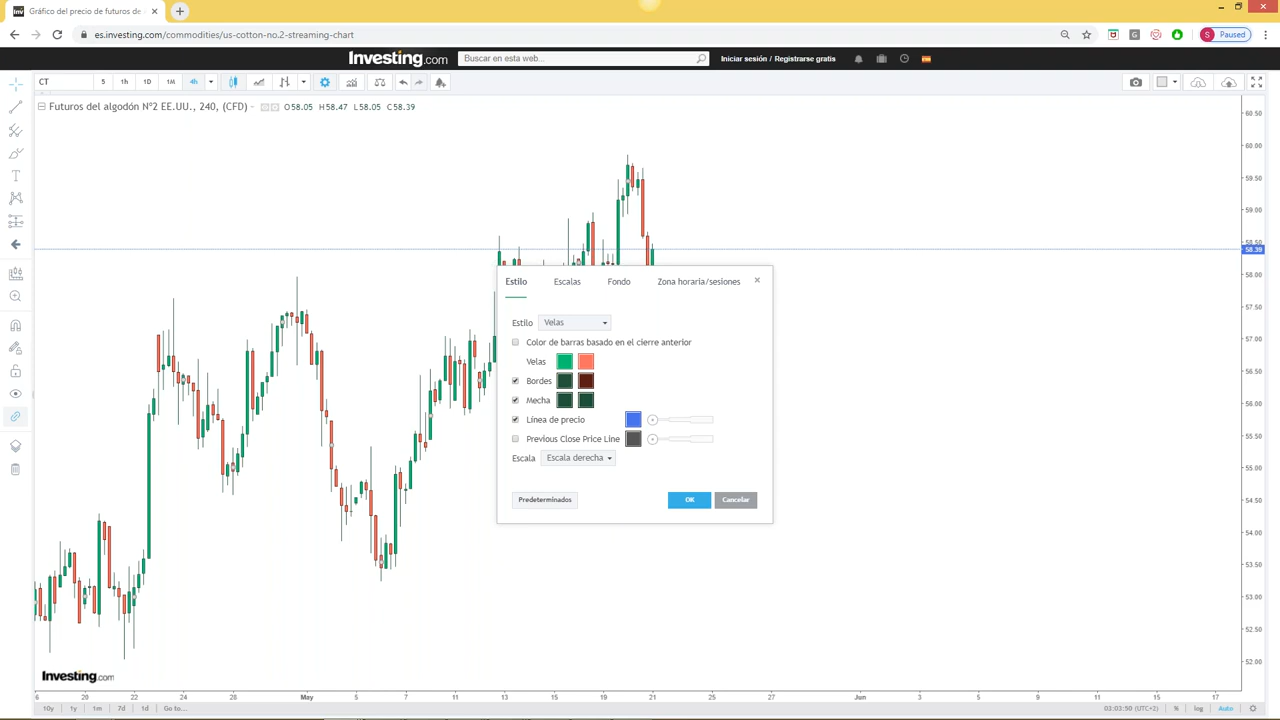 Gráfico del precio de futuros de
es.investing.com/commodities/us-cotton-no.2-streaming-chart
S Paused
Investing.com
Buscar en esta web...
Iniciar sesión / Registrarse gratis
CT 5 1h 1D 1M 4h
Futuros del algodón Nº2 EE.UU., 240, (CFD)
O58.05 H58.47 L58.05 C58.39
60.50
60.00
59.50
59.00
58.50
58.39
58.00
57.50
57.00
56.50
56.00
55.50
55.00
54.50
54.00
53.50
53.00
52.50
52.00
Estilo Escalas Fondo Zona horaria/sesiones
Estilo Velas
Color de barras basado en el cierre anterior
Velas
Bordes
Mecha
Línea de precio
Previous Close Price Line
Escala Escala derecha
Predeterminados OK Cancelar
Investing.com
6 20 22 24 28 May 5 7 11 13 15 19 21 25 27 Jun 3 5 9 11 15 17
10y 1y 1m 7d 1d Go to...
03:03:50 (UTC+2) % log Auto